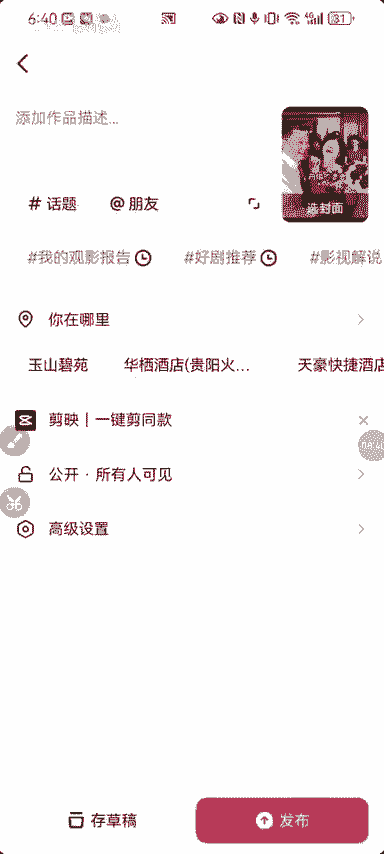 6:40
31
添加作品描述...
选封面
# 话题
@ 朋友
#我的观影报告
#好剧推荐
#影视解说
你在哪里
玉山碧苑
华栖酒店(贵阳火...
天豪快捷酒店
剪映 | 一键剪同款
公开 · 所有人可见
高级设置
存草稿
发布